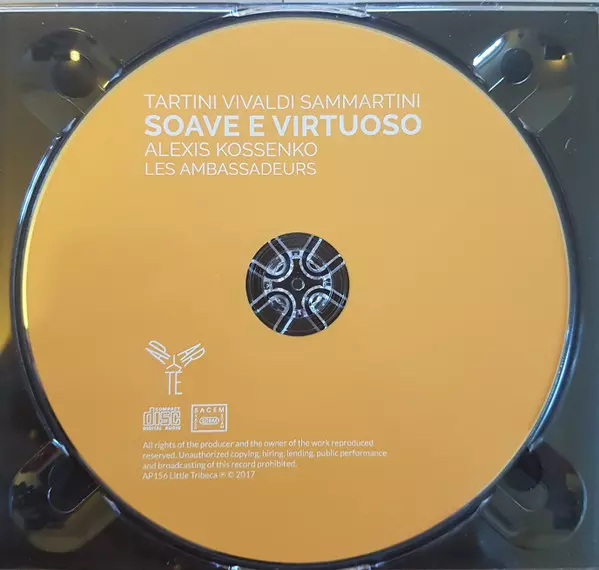 TARTINI VIVALDI SAMMARTINI
SOAVE E VIRTUOSO
ALEXIS KOSSENKO
LES AMBASSADEURS
APARTÉ
COMPACT
disc
DIGITAL AUDIO
SACEM
All rights of the producer and the owner of the work reproduced
reserved. Unauthorized copying, hiring, lending, public performance
and broadcasting of this record prohibited.
AP156 Little Tribeca ℗ © 2017